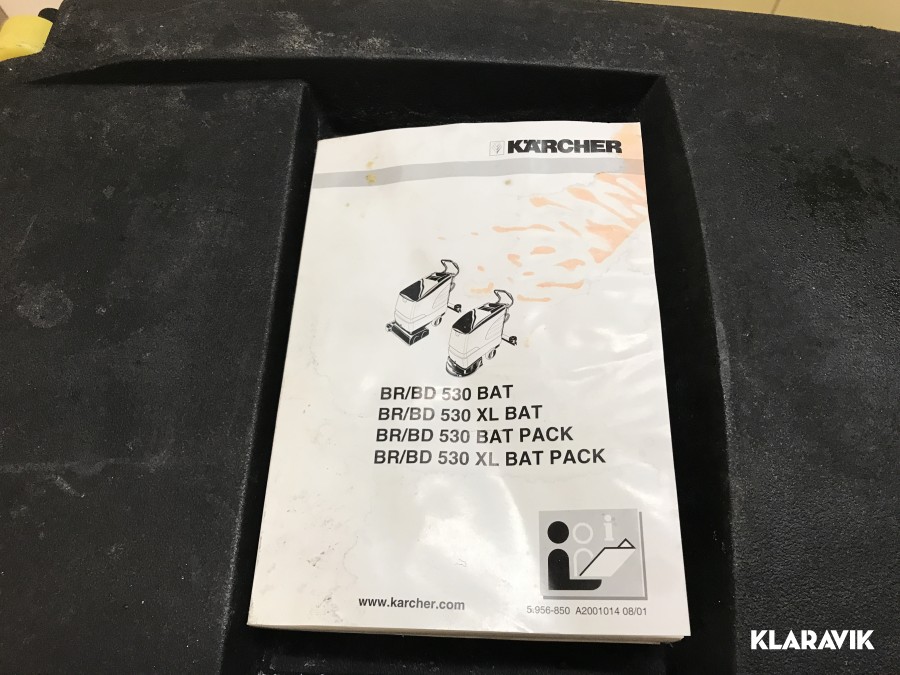 KÄRCHER
BR/BD 530 BAT
BR/BD 530 XL BAT
BR/BD 530 BAT PACK
BR/BD 530 XL BAT PACK
i
www.karcher.com
5.956-850 A2001014 08/01
KLARAVIK